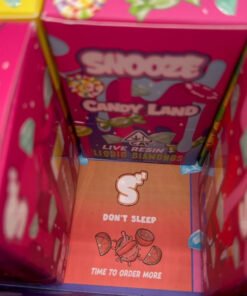 SNOOZE
CANDY LAND
LIVE RESIN &
LIQUID DIAMONDS
S
DON'T SLEEP
TIME TO ORDER MORE